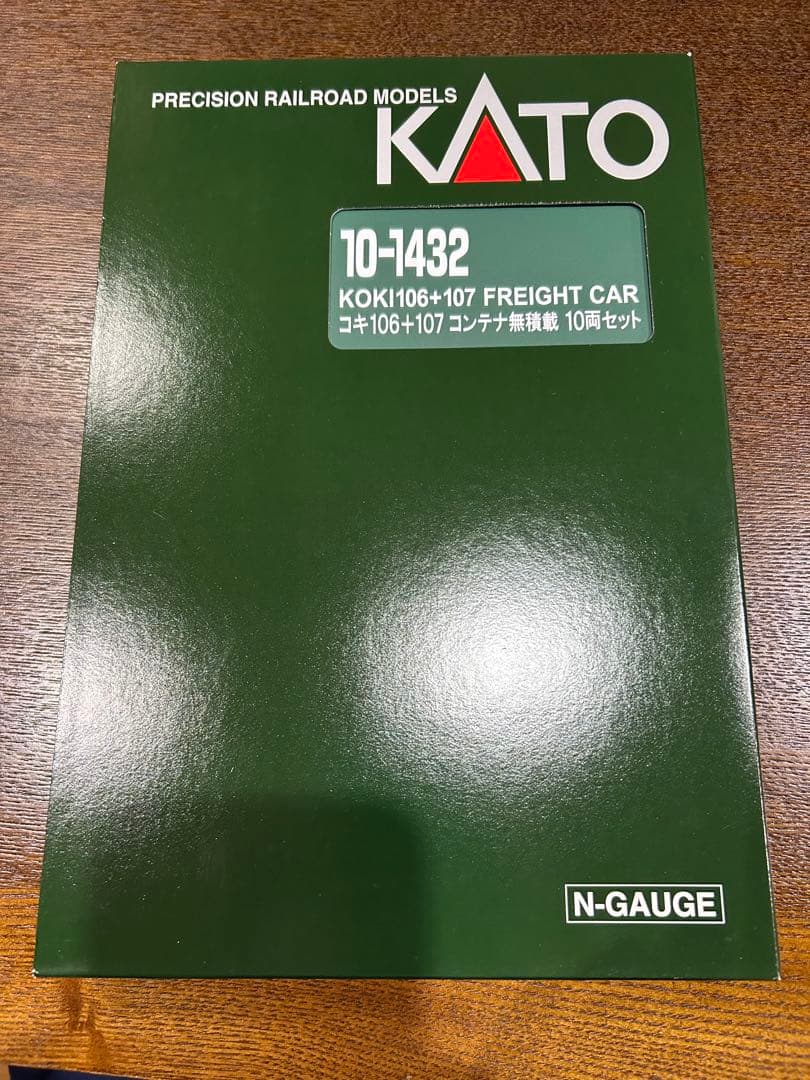 PRECISION RAILROAD MODELS
KATO
10-1432
KOKI106+107 FREIGHT CAR
コキ106+107 コンテナ無積載 10両セット
N-GAUGE